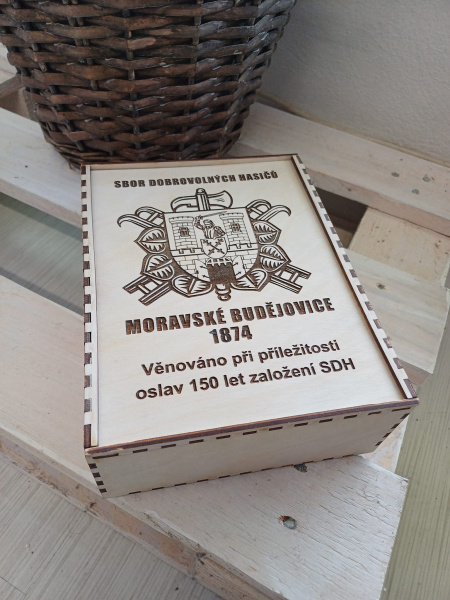 SBOR DOBROVOLNÝCH HASIČŮ
MORAVSKÉ BUDĚJOVICE
1874
Věnováno při příležitosti
oslav 150 let založení SDH